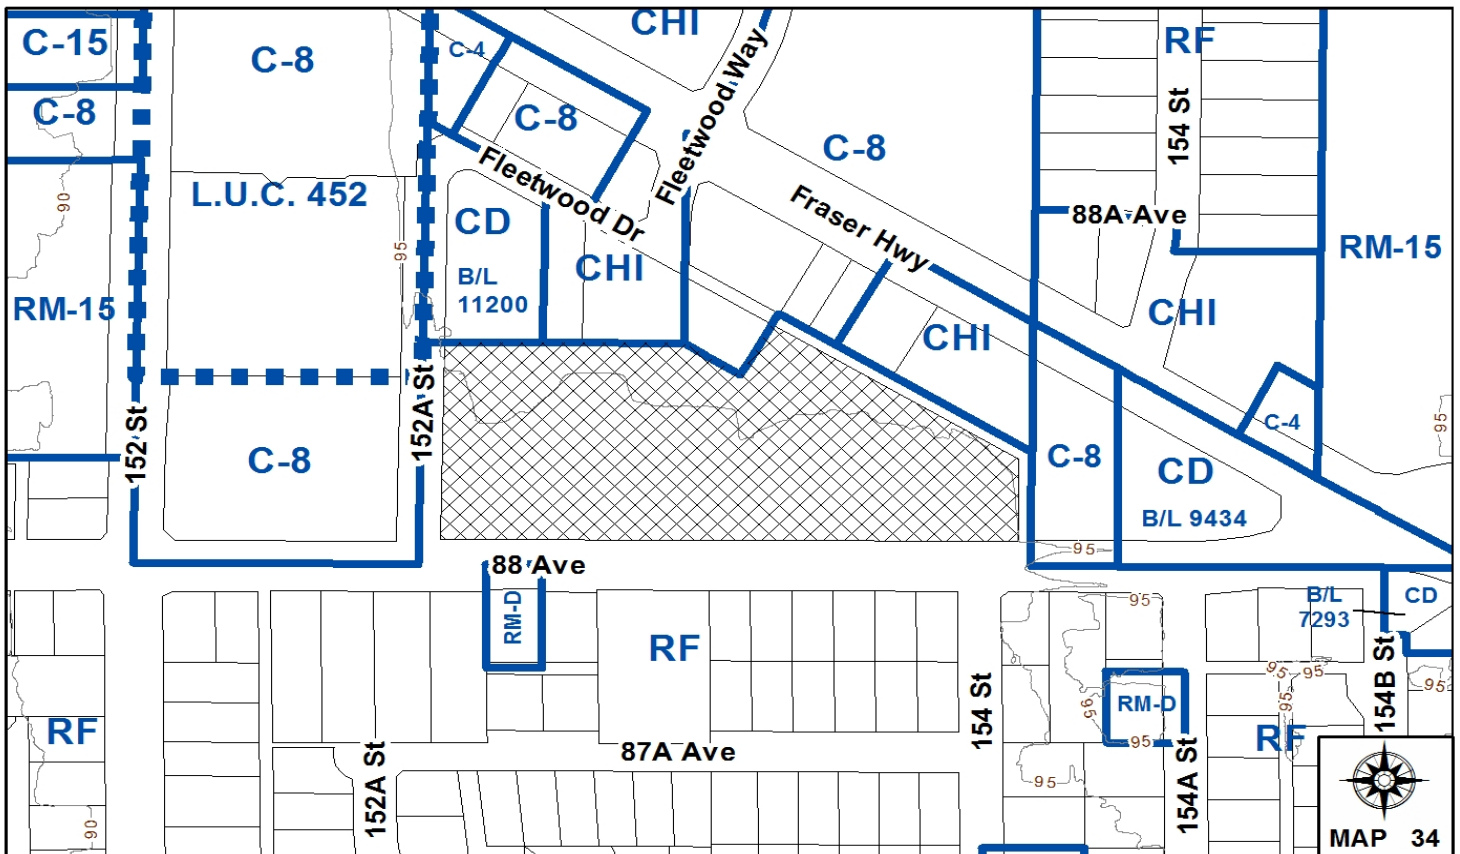 CHI
RF
C-15
C-8
C-4
C-8
C-8
C-8
Fleetwood Way
154 St
Fleetwood Dr
L.U.C. 452
90
Fraser Hwy
88A Ave
CD
95
RM-15
CHI
B/L
11200
RM-15
CHI
CHI
152A St
152 St
C-4
95
C-8
C-8
CD
B/L 9434
95
88 Ave
RM-D
95
B/L
7293
CD
RF
154B St
95
95
95
154 St
95
RM-D
95
RF
RF
95
87A Ave
152A St
154A St
95
90
MAP 34